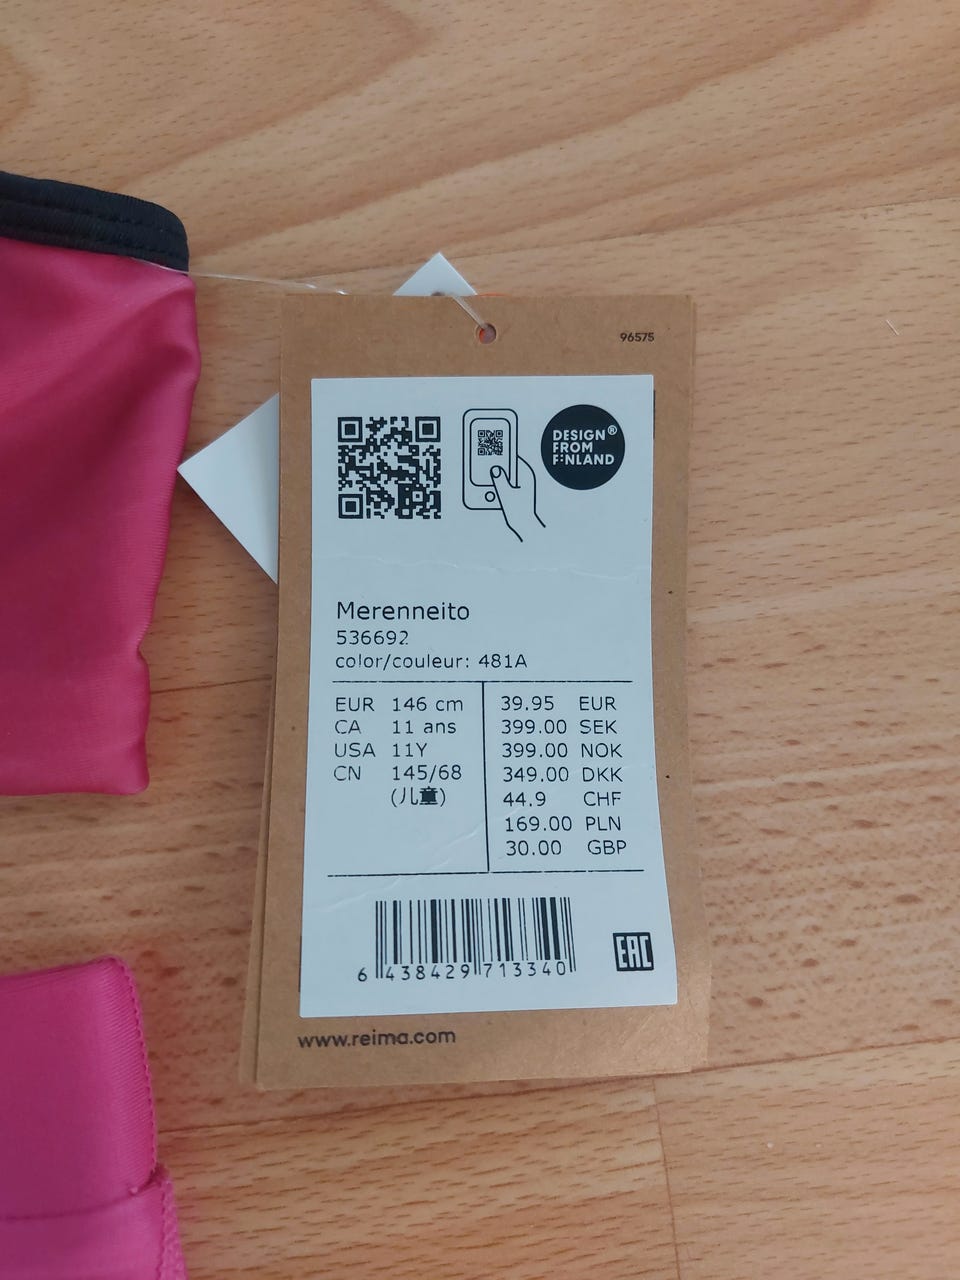 96575
DESIGN®
FROM
FINLAND
Merenneito
536692
color/couleur: 481A
EUR 146 cm
CA 11 ans
USA 11Y
CN 145/68
(儿童)
39.95 EUR
399.00 SEK
399.00 NOK
349.00 DKK
44.9 CHF
169.00 PLN
30.00 GBP
6 438429 713340
EAC
www.reima.com